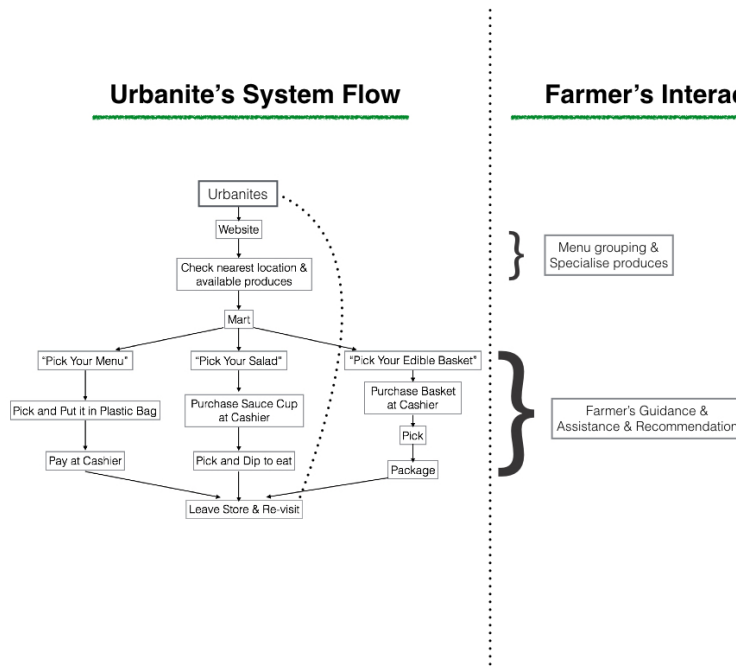 Urbanite's System Flow
Farmer's Interac
Urbanites
Website
Check nearest location &
available produces
Mart
Menu grouping &
Specialise produces
"Pick Your Menu"
"Pick Your Salad"
"Pick Your Edible Basket"
Pick and Put it in Plastic Bag
Purchase Sauce Cup
at Cashier
Purchase Basket
at Cashier
Pick
Pay at Cashier
Pick and Dip to eat
Package
Leave Store & Re-visit
Farmer's Guidance &
Assistance & Recommendation